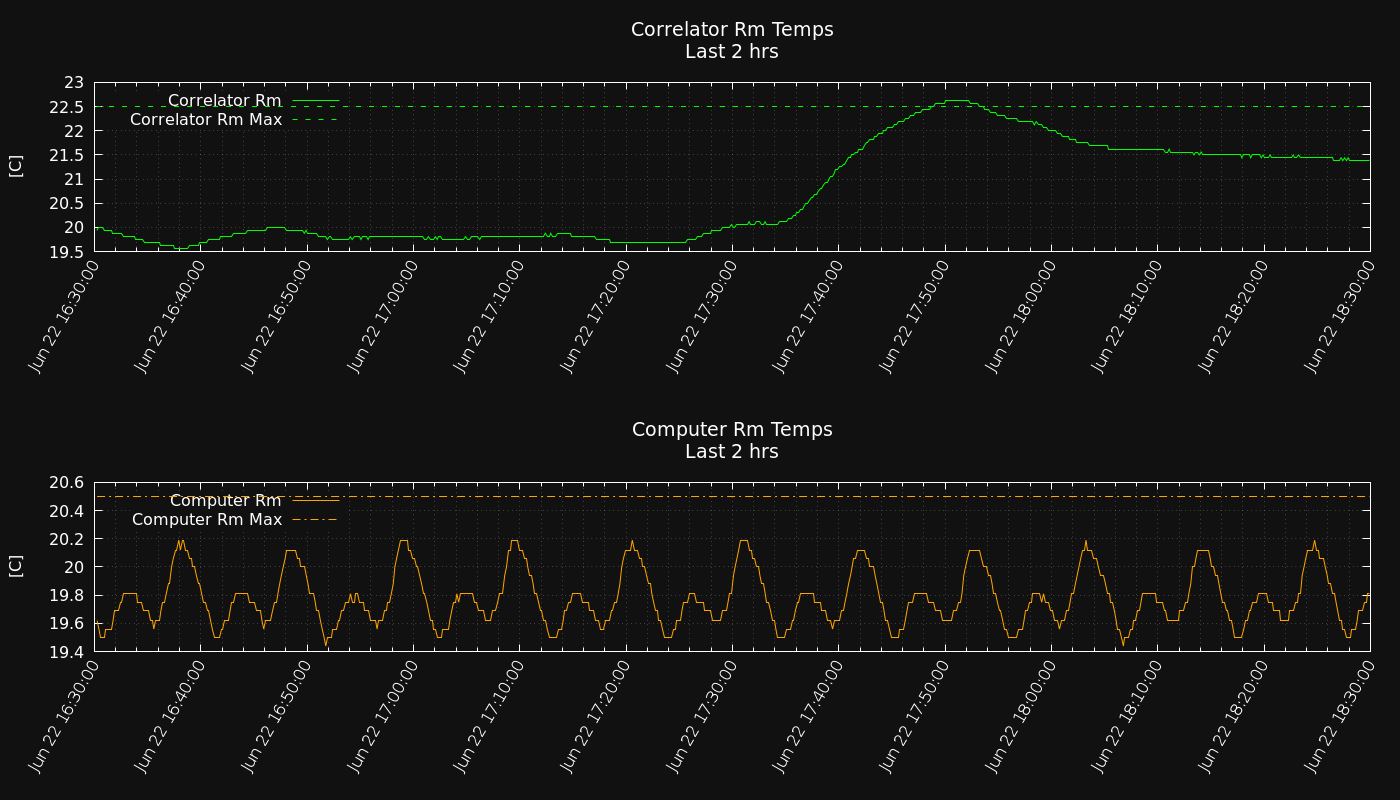 Correlator Rm Temps
Last 2 hrs
23
22.5
22
21.5
21
20.5
20
19.5
[C]
Correlator Rm
Correlator Rm Max
Jun 22 16:30:00
Jun 22 16:40:00
Jun 22 16:50:00
Jun 22 17:00:00
Jun 22 17:10:00
Jun 22 17:20:00
Jun 22 17:30:00
Jun 22 17:40:00
Jun 22 17:50:00
Jun 22 18:00:00
Jun 22 18:10:00
Jun 22 18:20:00
Jun 22 18:30:00
Computer Rm Temps
Last 2 hrs
20.6
20.4
20.2
20
19.8
19.6
19.4
[C]
Computer Rm
Computer Rm Max
Jun 22 16:30:00
Jun 22 16:40:00
Jun 22 16:50:00
Jun 22 17:00:00
Jun 22 17:10:00
Jun 22 17:20:00
Jun 22 17:30:00
Jun 22 17:40:00
Jun 22 17:50:00
Jun 22 18:00:00
Jun 22 18:10:00
Jun 22 18:20:00
Jun 22 18:30:00